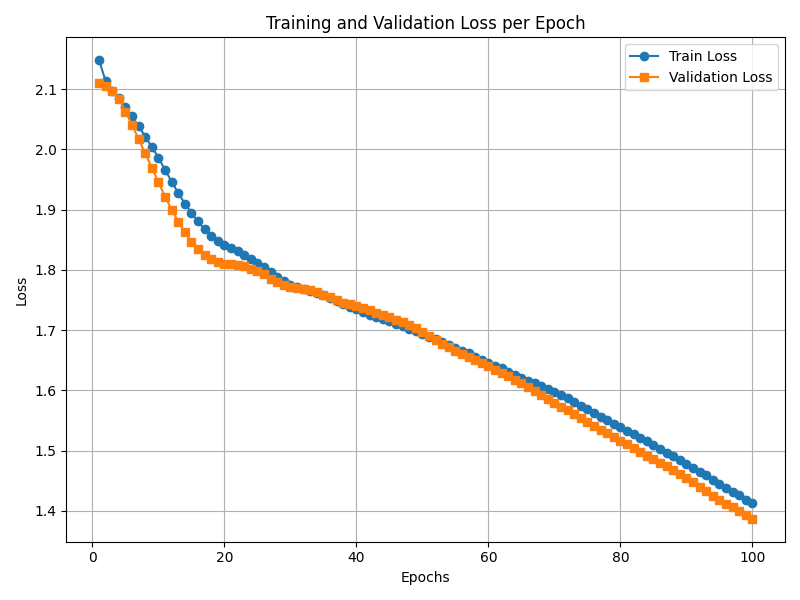 Training and Validation Loss per Epoch
Train Loss
Validation Loss
Loss
2.1
2.0
1.9
1.8
1.7
1.6
1.5
1.4
0 20 40 60 80 100
Epochs